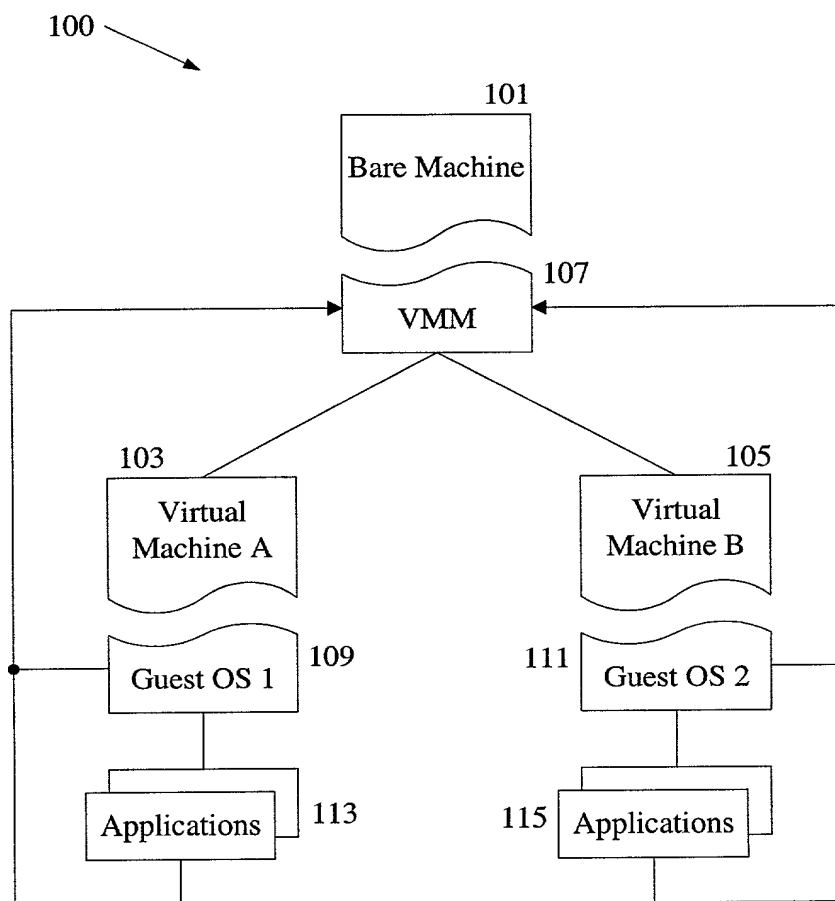 100
101
Bare Machine
107
VMM
103
105
Virtual
Machine A
Virtual
Machine B
Guest OS 1
109
111
Guest OS 2
Applications
113
115
Applications